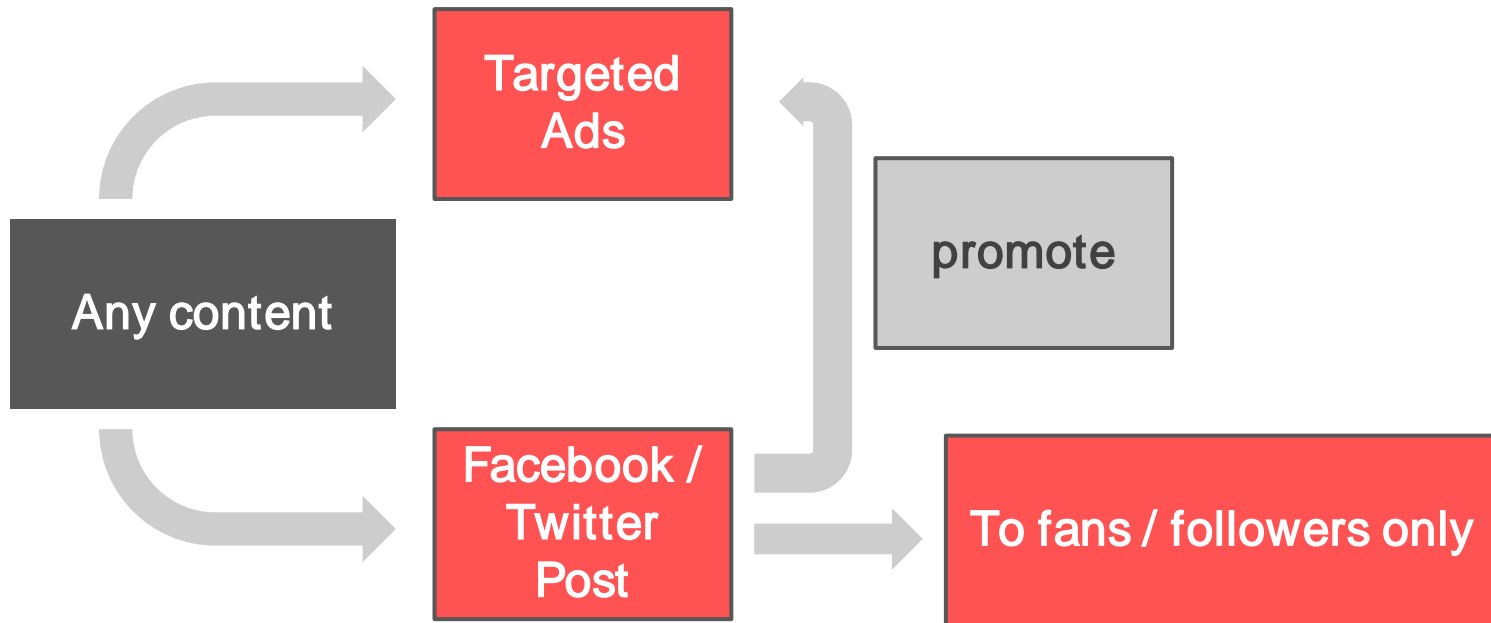 Targeted
Ads
promote
Any content
Facebook /
Twitter
Post
To fans / followers only